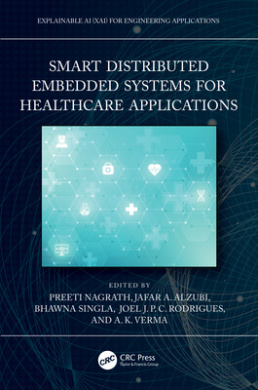 EXPLAINABLE AI (XAI) FOR ENGINEERING APPLICATIONS
SMART DISTRIBUTED
EMBEDDED SYSTEMS FOR
HEALTHCARE APPLICATIONS
EDITED BY
PREETI NAGRATH, JAFAR A. ALZUBI,
BHAWNA SINGLA, JOEL J. P. C. RODRIGUES,
AND A. K. VERMA
CRC
CRC Press
Taylor & Francis Group